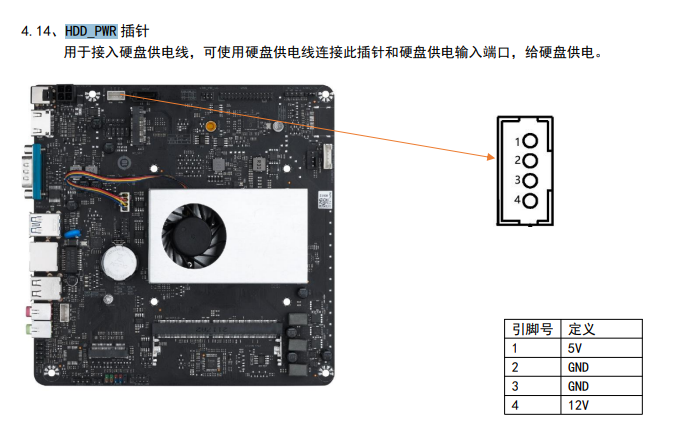 4.14、HDD_PWR 插针
用于接入硬盘供电线，可使用硬盘供电线连接此插针和硬盘供电输入端口，给硬盘供电。
1
2
3
4
引脚号 定义
1 5V
2 GND
3 GND
4 12V